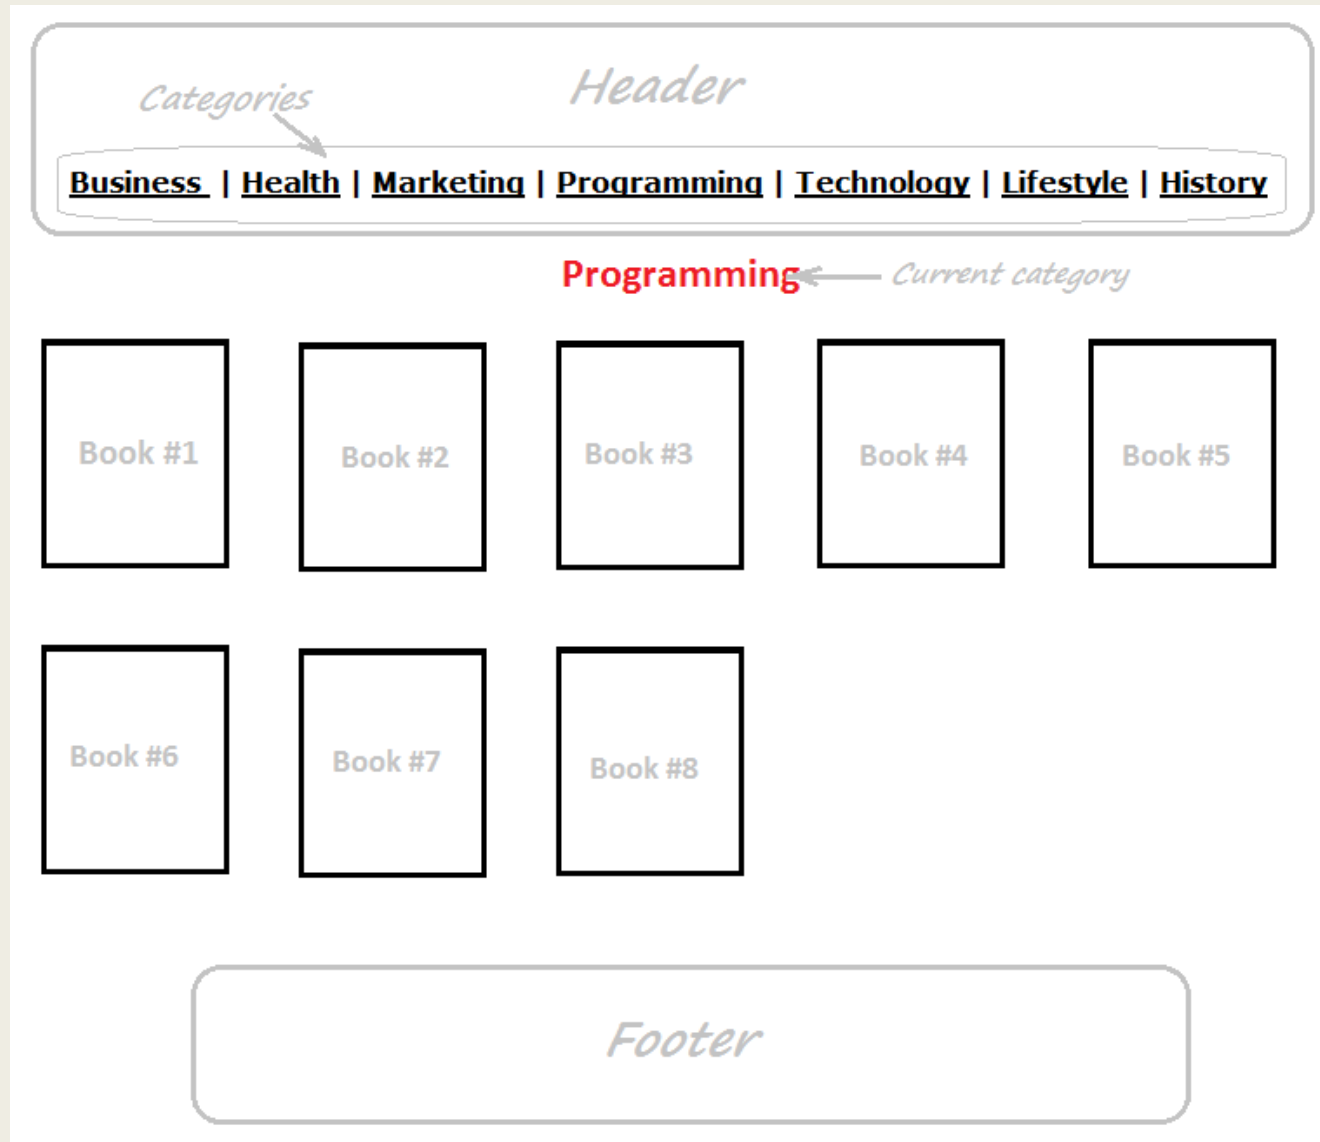 Header
Categories
Business | Health | Marketing | Programming | Technology | Lifestyle | History
Programming
Current category
Book #1
Book #2
Book #3
Book #4
Book #5
Book #6
Book #7
Book #8
Footer